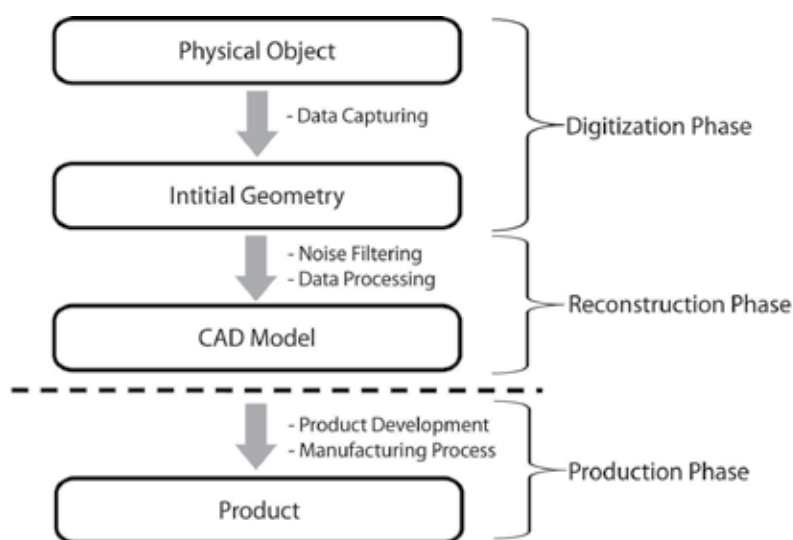 Physical Object
- Data Capturing
Digitization Phase
Intitial Geometry
- Noise Filtering
- Data Processing
Reconstruction Phase
CAD Model
- Product Development
- Manufacturing Process
Production Phase
Product